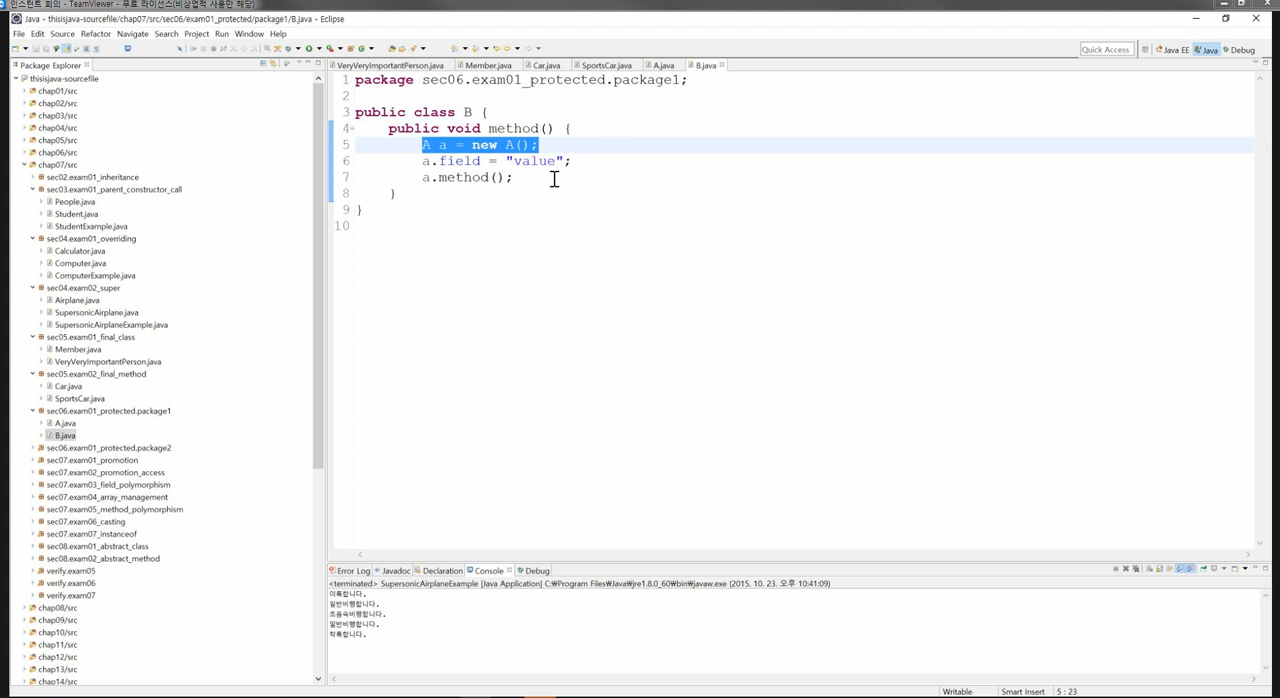 인스턴트 회의 - TeamViewer - 무료 라이선스(비상업적 사용만 해당)
Java - thisisjava-sourcefile/chap07/src/sec06/exam01_protected/package1/B.java - Eclipse
File Edit Source Refactor Navigate Search Project Run Window Help
Quick Access Java EE Java Debug
Package Explorer
VeryVeryImportantPerson.java Member.java Car.java SportsCar.java A.java B.java
thisisjava-sourcefile
chap01/src
chap02/src
chap03/src
chap04/src
chap05/src
chap06/src
chap07/src
sec02.exam01_inheritance
sec03.exam01_parent_constructor_call
People.java
Student.java
StudentExample.java
sec04.exam01_overriding
Calculator.java
Computer.java
ComputerExample.java
sec04.exam02_super
Airplane.java
SupersonicAirplane.java
SupersonicAirplaneExample.java
sec05.exam01_final_class
Member.java
VeryVeryImportantPerson.java
sec05.exam02_final_method
Car.java
SportsCar.java
sec06.exam01_protected.package1
A.java
B.java
sec06.exam01_protected.package2
sec07.exam01_promotion
sec07.exam02_promotion_access
sec07.exam03_field_polymorphism
sec07.exam04_array_management
sec07.exam05_method_polymorphism
sec07.exam06_casting
sec07.exam07_instanceof
sec08.exam01_abstract_class
sec08.exam02_abstract_method
verify.exam05
verify.exam06
verify.exam07
chap08/src
chap09/src
chap10/src
chap11/src
chap12/src
chap13/src
chap14/src
1 package sec06.exam01_protected.package1;
2
3 public class B {
4 public void method() {
5 A a = new A();
6 a.field = "value";
7 a.method();
8 }
9 }
10
Error Log Javadoc Declaration Console Debug
<terminated> SupersonicAirplaneExample [Java Application] C:₩Program Files₩Java₩jre1.8.0_60₩bin₩javaw.exe (2015. 10. 23. 오후 10:41:09)
이륙합니다.
일반비행합니다.
초음속비행합니다.
일반비행합니다.
착륙합니다.
Writable Smart Insert 5 : 23